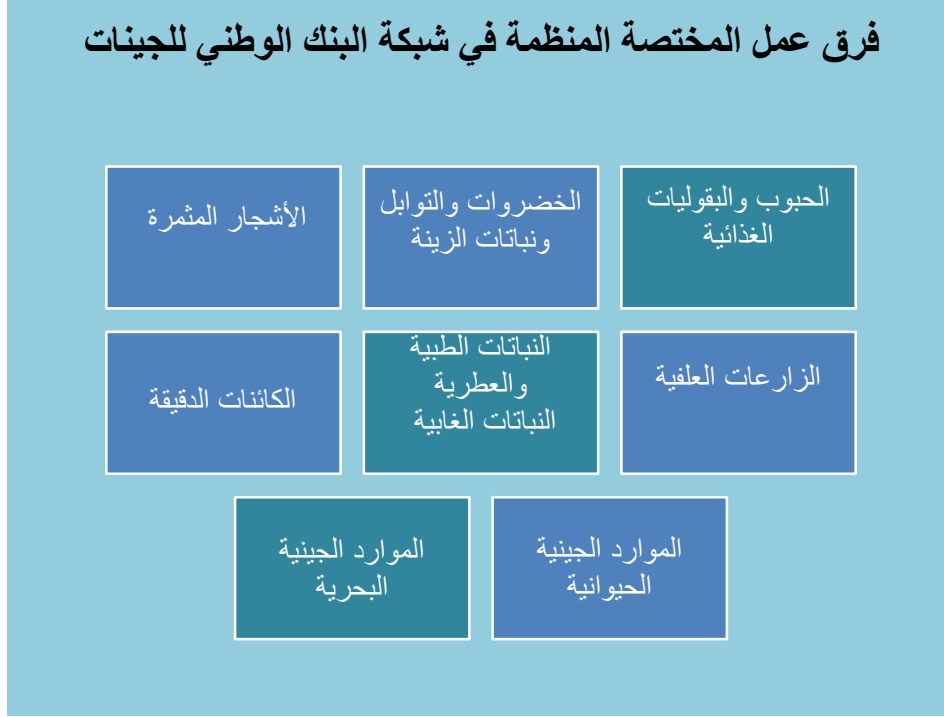 فرق عمل المختصة المنظمة في شبكة البنك الوطني للجينات
الحبوب والبقوليات
الغذائية
الخضروات والتوابل
ونباتات الزينة
الأشجار المثمرة
الزارعات العلفية
النباتات الطبية
والعطرية
النباتات الغابية
الكائنات الدقيقة
الموارد الجينية
الحيوانية
الموارد الجينية
البحرية